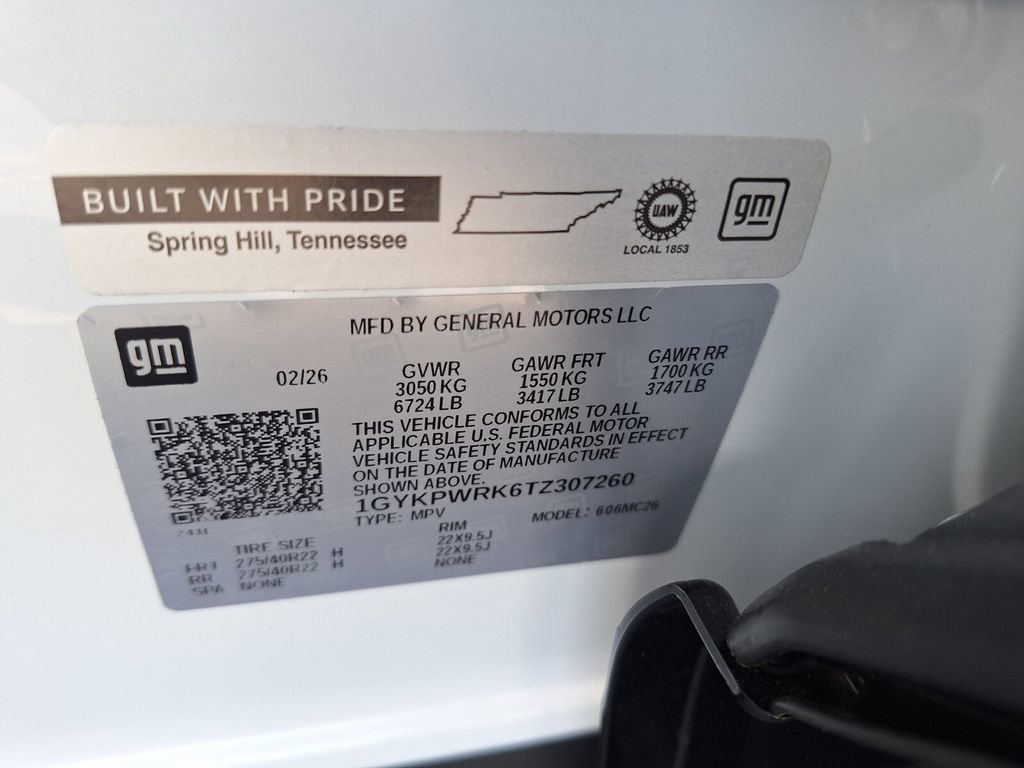 BUILT WITH PRIDE
Spring Hill, Tennessee
UAW
LOCAL 1853
gm
gm
MFD BY GENERAL MOTORS LLC
02/26
GVWR GAWR FRT GAWR RR
3050 KG 1550 KG 1700 KG
6724 LB 3417 LB 3747 LB
THIS VEHICLE CONFORMS TO ALL
APPLICABLE U.S. FEDERAL MOTOR
VEHICLE SAFETY STANDARDS IN EFFECT
ON THE DATE OF MANUFACTURE
SHOWN ABOVE.
1GYKPWRK6TZ307260
TYPE: MPV MODEL: 606MC26
TIRE SIZE RIM
FRT 275/40R22 H 22X9.5J
RR 275/40R22 H 22X9.5J
SPA NONE NONE